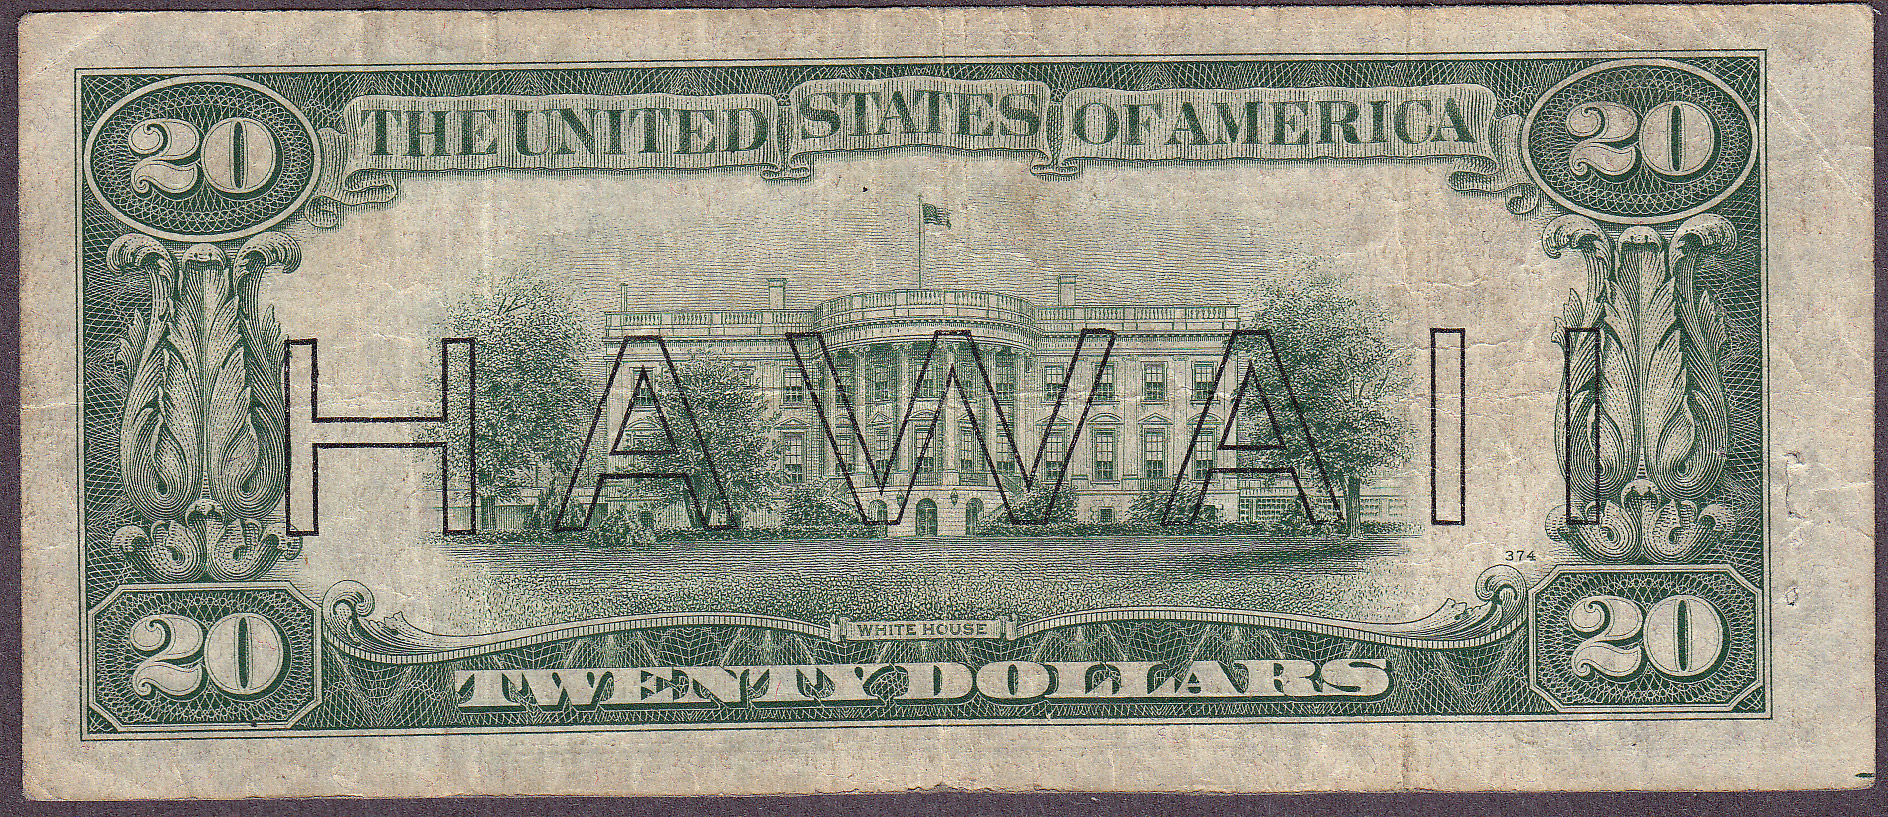 20 THE UNITED STATES OF AMERICA 20
HAWAII
374
WHITE HOUSE
20 TWENTY DOLLARS 20